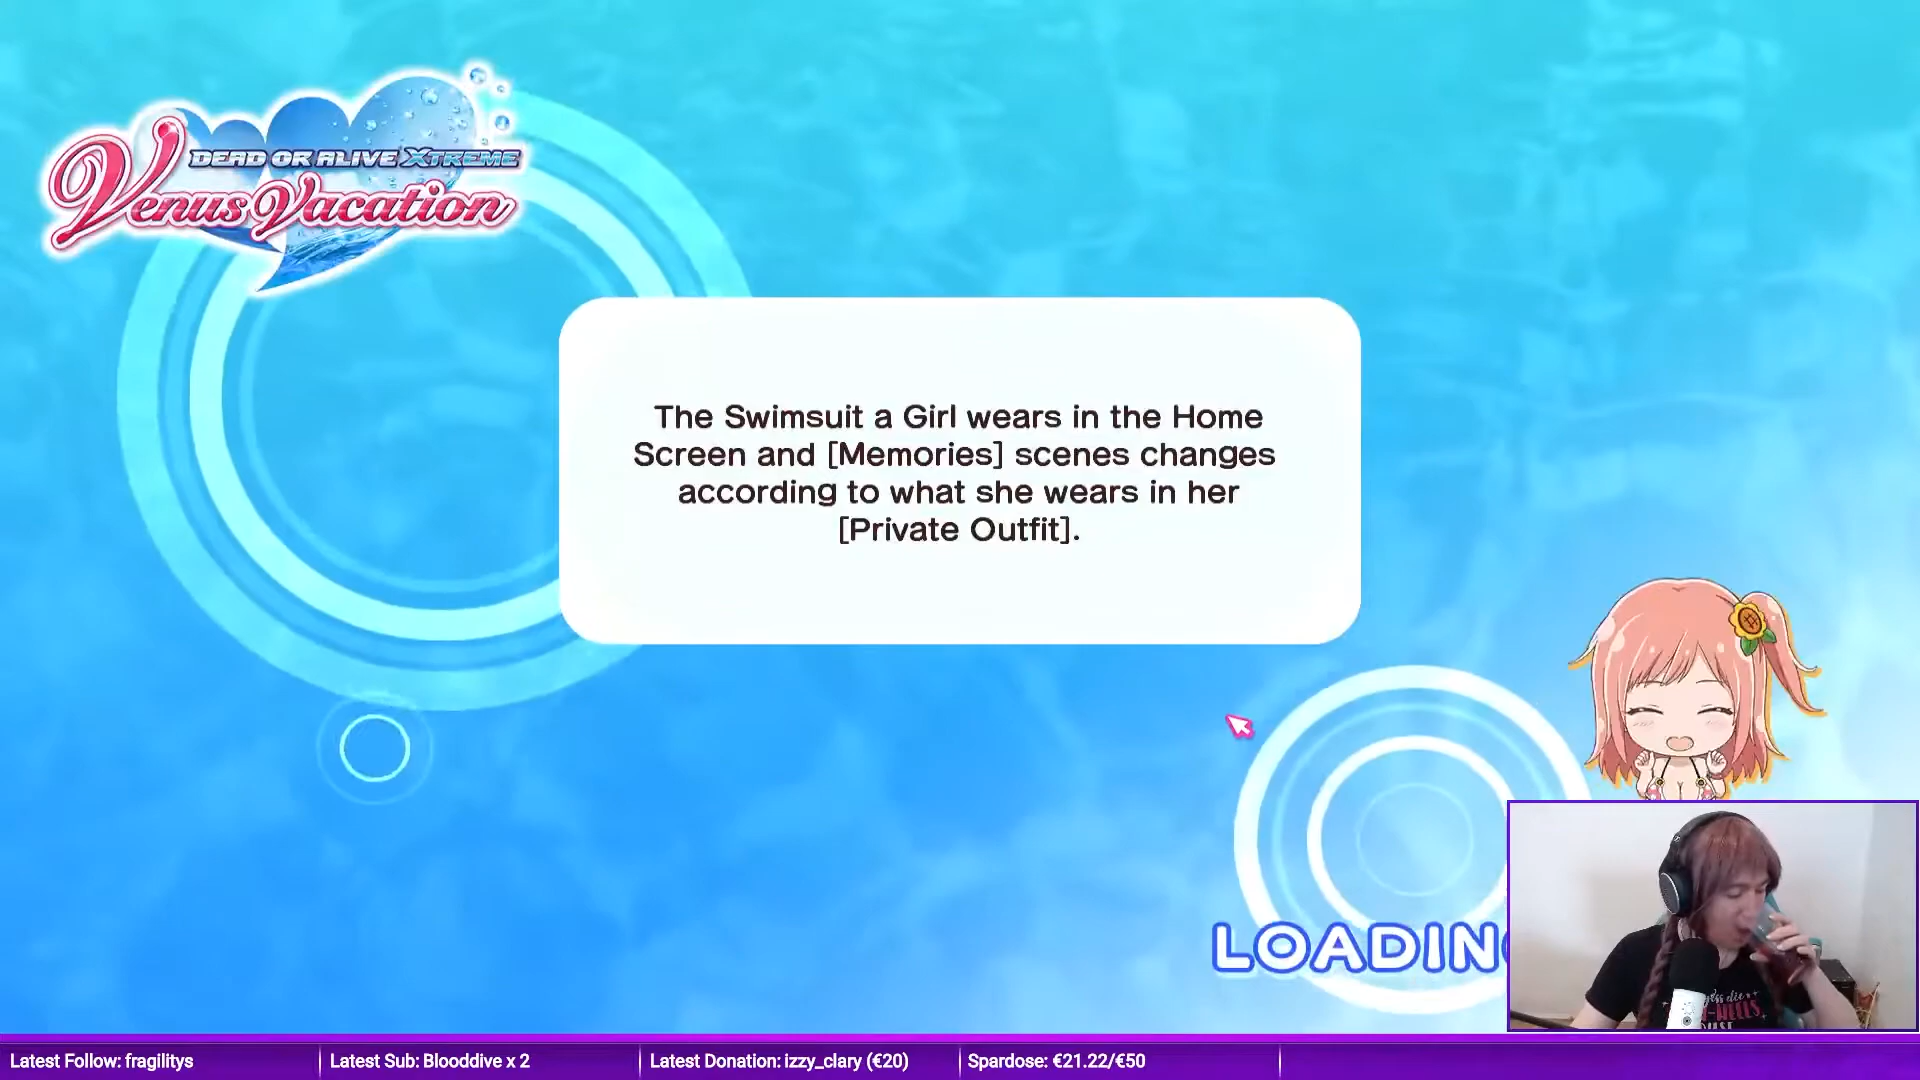 DEAD OR ALIVE XTREME
Venus Vacation
The Swimsuit a Girl wears in the Home
Screen and [Memories] scenes changes
according to what she wears in her
[Private Outfit].
LOADIN
Latest Follow: fragilitys
Latest Sub: Blooddive x 2
Latest Donation: izzy_clary (€20)
Spardose: €21.22/€50